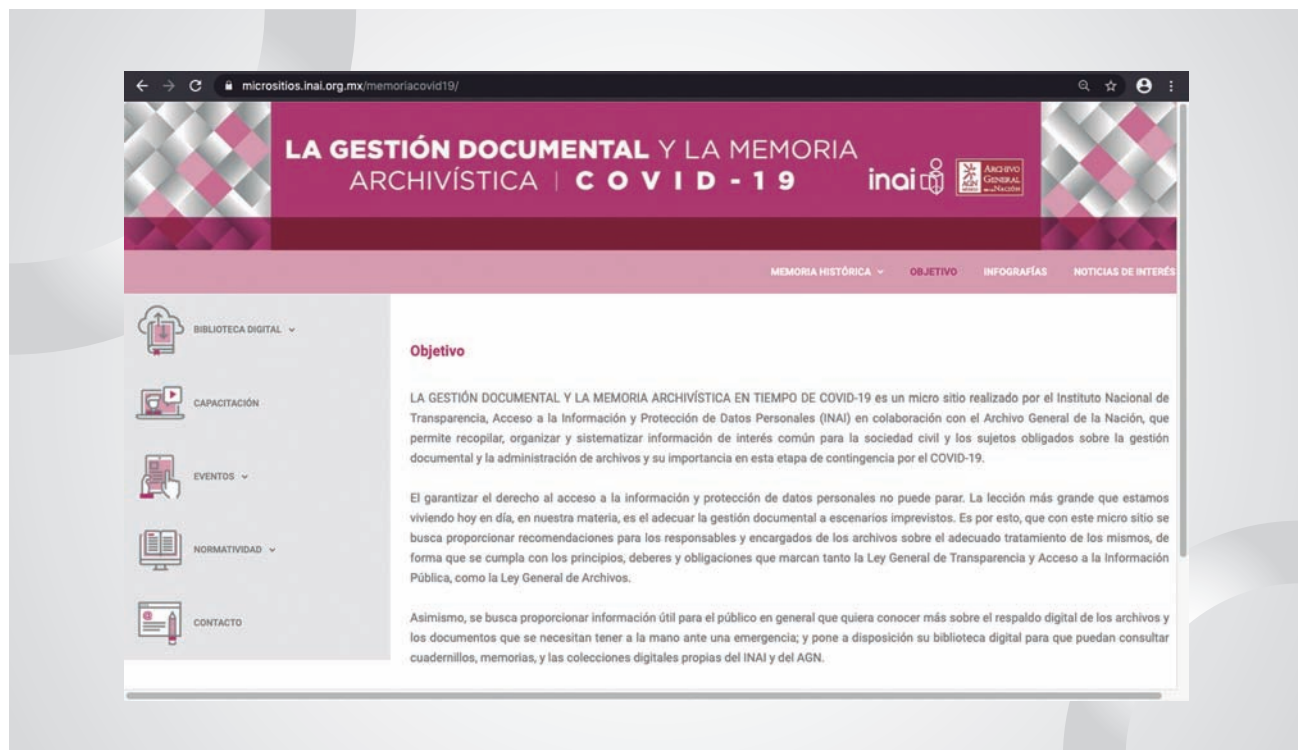 micrositios.inai.org.mx/memoriacovid19/
LA GESTIÓN DOCUMENTAL Y LA MEMORIA
ARCHIVÍSTICA | COVID-19
inai
AGN
MÉXICO
ARCHIVO
GENERAL
DE LA NACIÓN
MEMORIA HISTÓRICA OBJETIVO INFOGRAFÍAS NOTICIAS DE INTERÉS
BIBLIOTECA DIGITAL
CAPACITACIÓN
EVENTOS
NORMATIVIDAD
CONTACTO
Objetivo
LA GESTIÓN DOCUMENTAL Y LA MEMORIA ARCHIVÍSTICA EN TIEMPO DE COVID-19 es un micro sitio realizado por el Instituto Nacional de
Transparencia, Acceso a la Información y Protección de Datos Personales (INAI) en colaboración con el Archivo General de la Nación, que
permite recopilar, organizar y sistematizar información de interés común para la sociedad civil y los sujetos obligados sobre la gestión
documental y la administración de archivos y su importancia en esta etapa de contingencia por el COVID-19.
El garantizar el derecho al acceso a la información y protección de datos personales no puede parar. La lección más grande que estamos
viviendo hoy en día, en nuestra materia, es el adecuar la gestión documental a escenarios imprevistos. Es por esto, que con este micro sitio se
busca proporcionar recomendaciones para los responsables y encargados de los archivos sobre el adecuado tratamiento de los mismos, de
forma que se cumpla con los principios, deberes y obligaciones que marcan tanto la Ley General de Transparencia y Acceso a la Información
Pública, como la Ley General de Archivos.
Asimismo, se busca proporcionar información útil para el público en general que quiera conocer más sobre el respaldo digital de los archivos y
los documentos que se necesitan tener a la mano ante una emergencia; y pone a disposición su biblioteca digital para que puedan consultar
cuadernillos, memorias, y las colecciones digitales propias del INAI y del AGN.